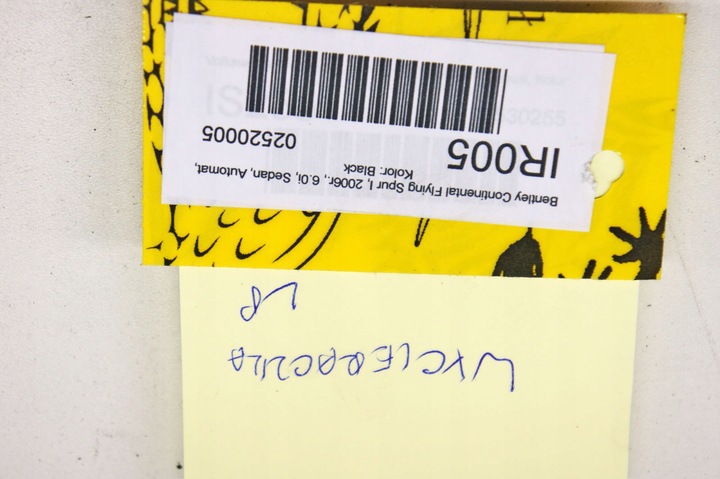 WYCIERACZKA
LP
Bentley Continental Flying Spur I, 2006r., 6.0i, Sedan, Automat,
Kolor: Black
IR005 02520005